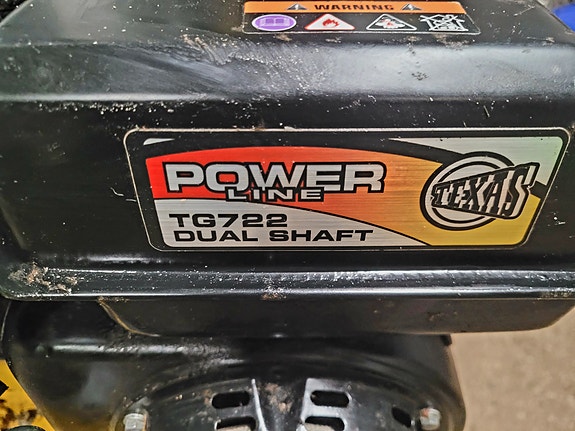 WARNING
POWER
LINE
TEXAS
TG722
DUAL SHAFT